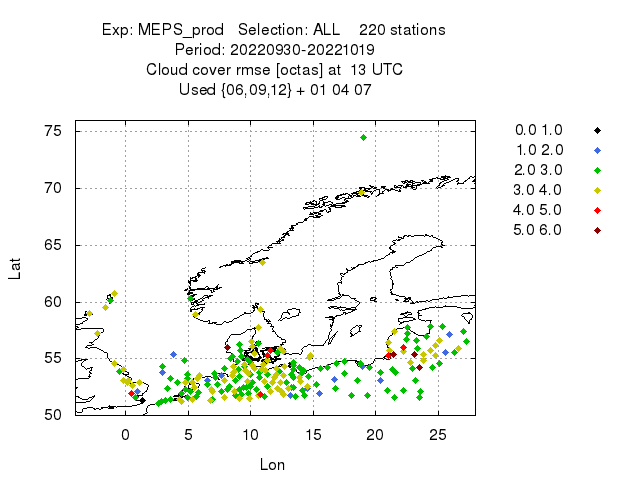 Exp: MEPS_prod   Selection: ALL    220 stations
Period: 20220930-20221019
Cloud cover rmse [octas] at  13 UTC
Used {06,09,12} + 01 04 07
75
70
65
60
55
50
Lat
0 5 10 15 20 25
Lon
0.0 1.0
1.0 2.0
2.0 3.0
3.0 4.0
4.0 5.0
5.0 6.0